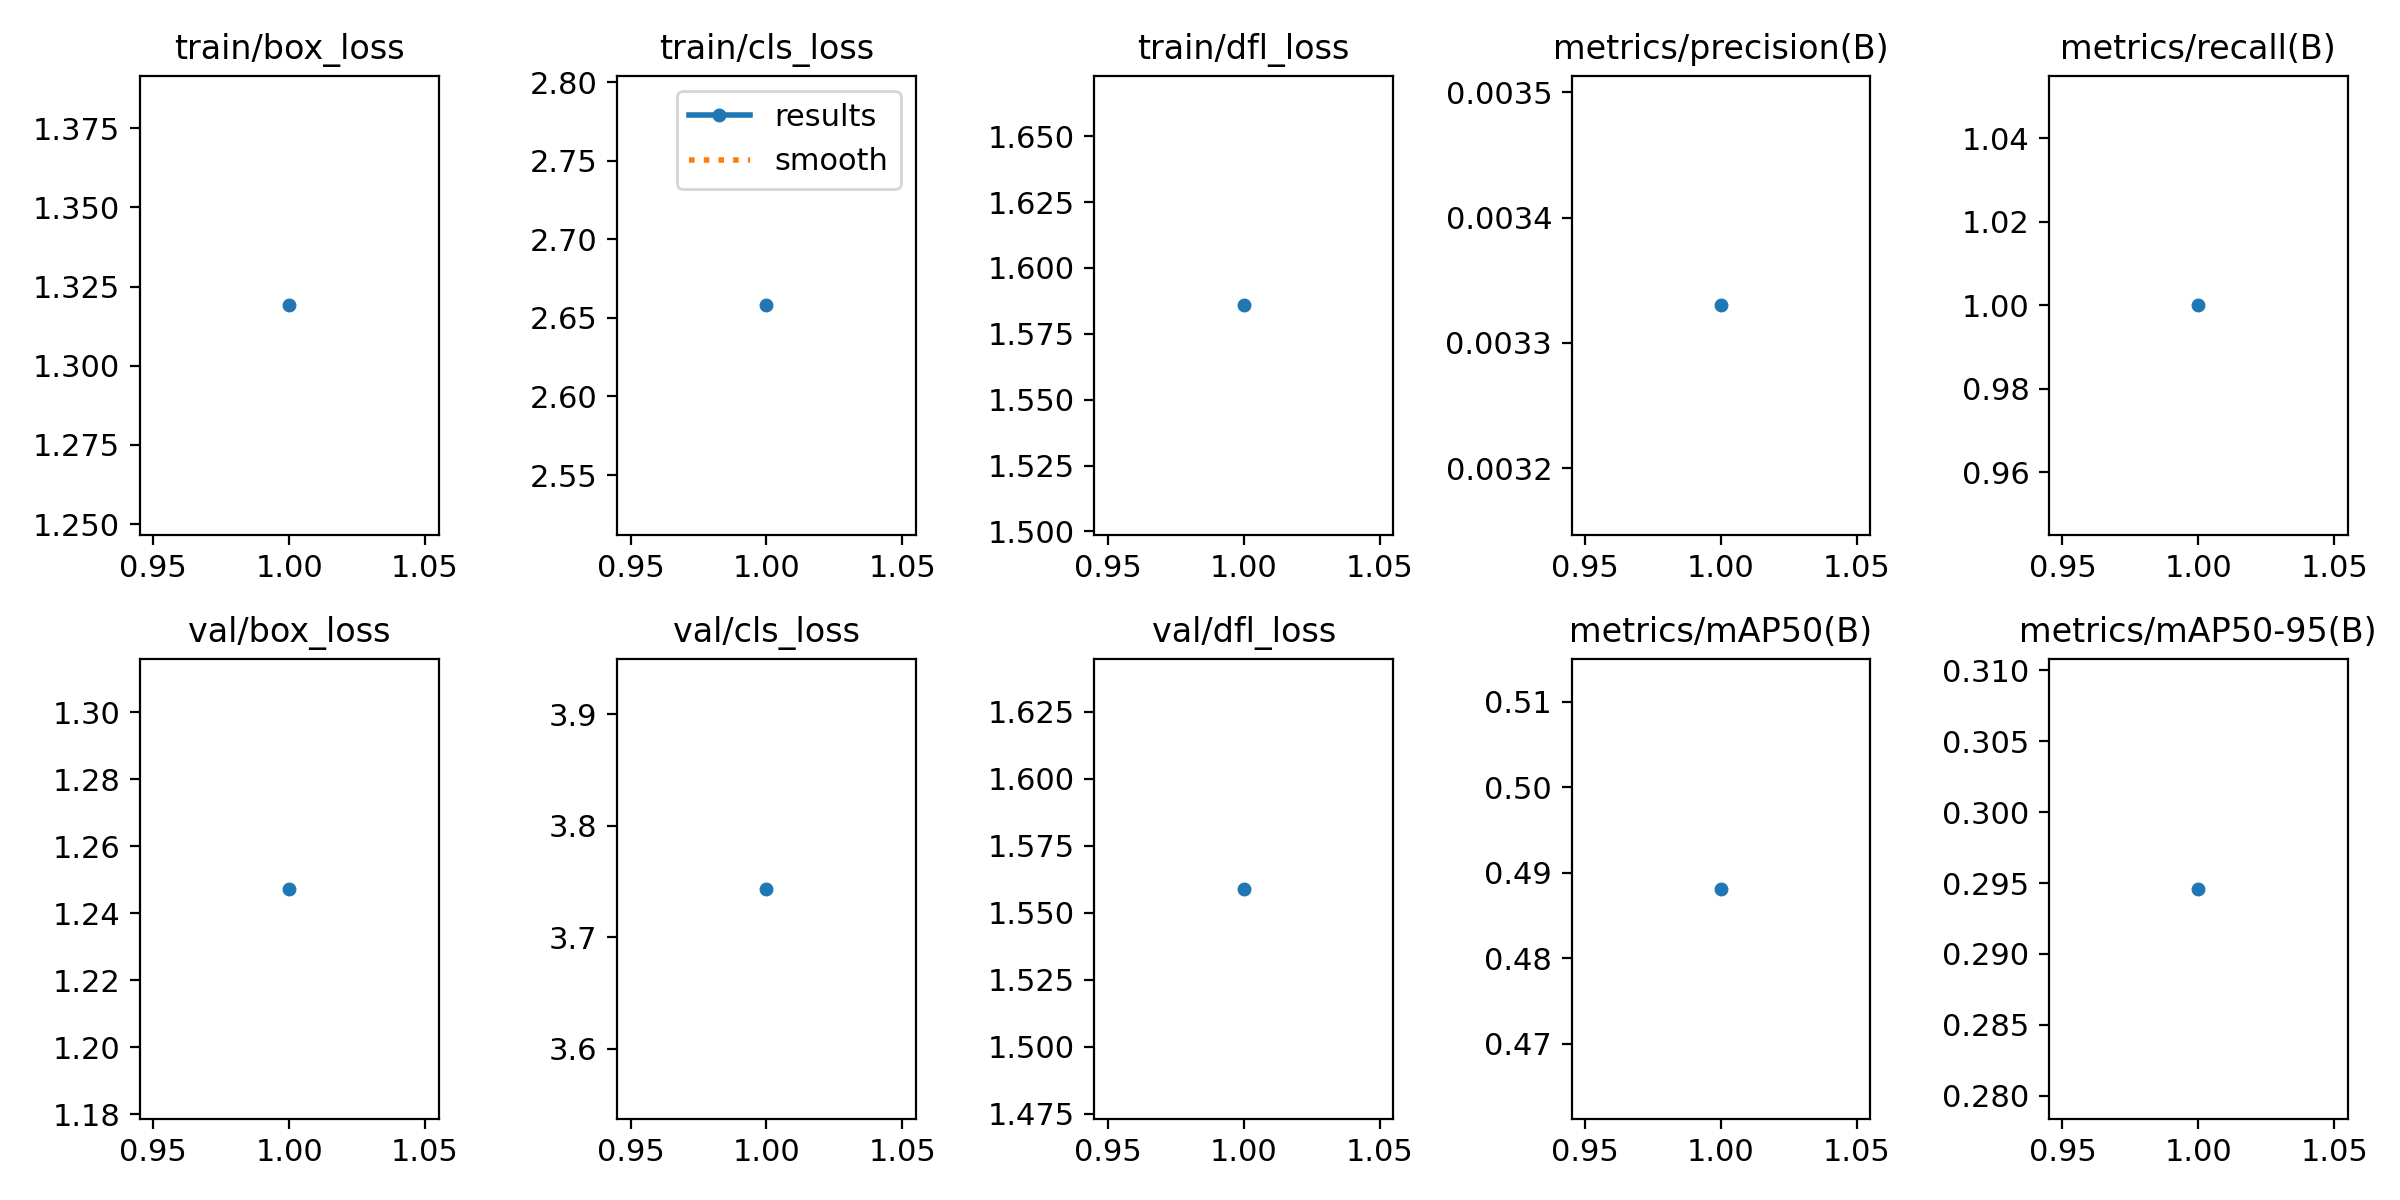 train/box_loss
1.375
1.350
1.325
1.300
1.275
1.250
0.95 1.00 1.05
train/cls_loss
2.80
2.75
2.70
2.65
2.60
2.55
results
smooth
0.95 1.00 1.05
train/dfl_loss
1.650
1.625
1.600
1.575
1.550
1.525
1.500
0.95 1.00 1.05
metrics/precision(B)
0.0035
0.0034
0.0033
0.0032
0.95 1.00 1.05
metrics/recall(B)
1.04
1.02
1.00
0.98
0.96
0.95 1.00 1.05
val/box_loss
1.30
1.28
1.26
1.24
1.22
1.20
1.18
0.95 1.00 1.05
val/cls_loss
3.9
3.8
3.7
3.6
0.95 1.00 1.05
val/dfl_loss
1.625
1.600
1.575
1.550
1.525
1.500
1.475
0.95 1.00 1.05
metrics/mAP50(B)
0.51
0.50
0.49
0.48
0.47
0.95 1.00 1.05
metrics/mAP50-95(B)
0.310
0.305
0.300
0.295
0.290
0.285
0.280
0.95 1.00 1.05